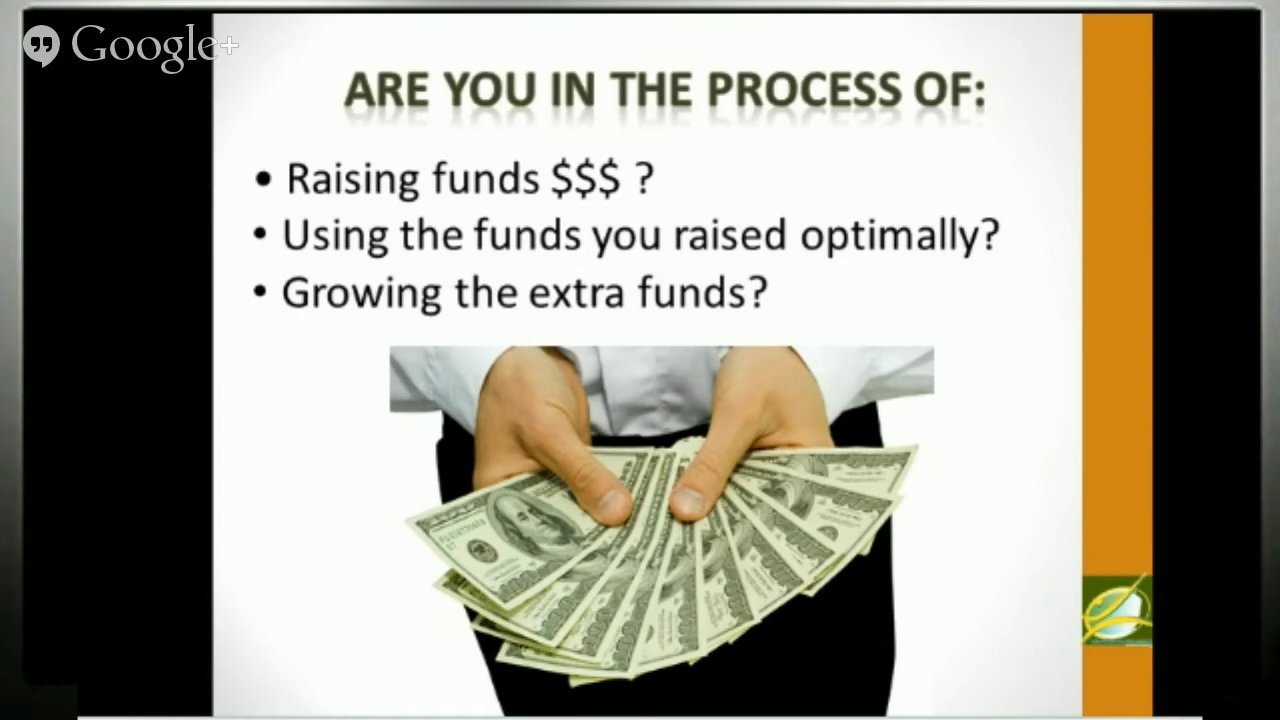 Google+
ARE YOU IN THE PROCESS OF:
• Raising funds $$$ ?
• Using the funds you raised optimally?
• Growing the extra funds?